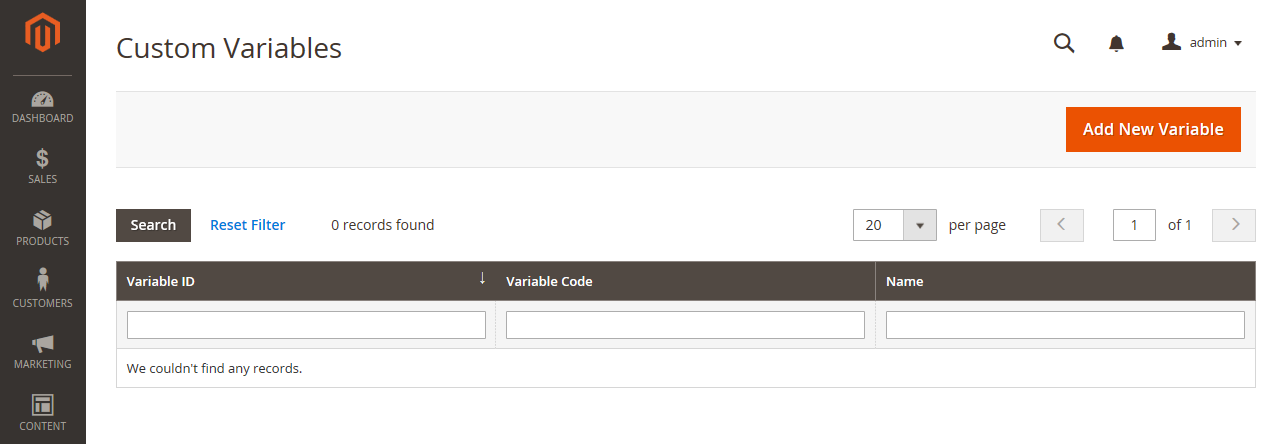 Custom Variables
admin
Add New Variable
DASHBOARD
SALES
PRODUCTS
CUSTOMERS
MARKETING
CONTENT
Search Reset Filter 0 records found 20 per page 1 of 1
Variable ID ↓ Variable Code Name
We couldn't find any records.